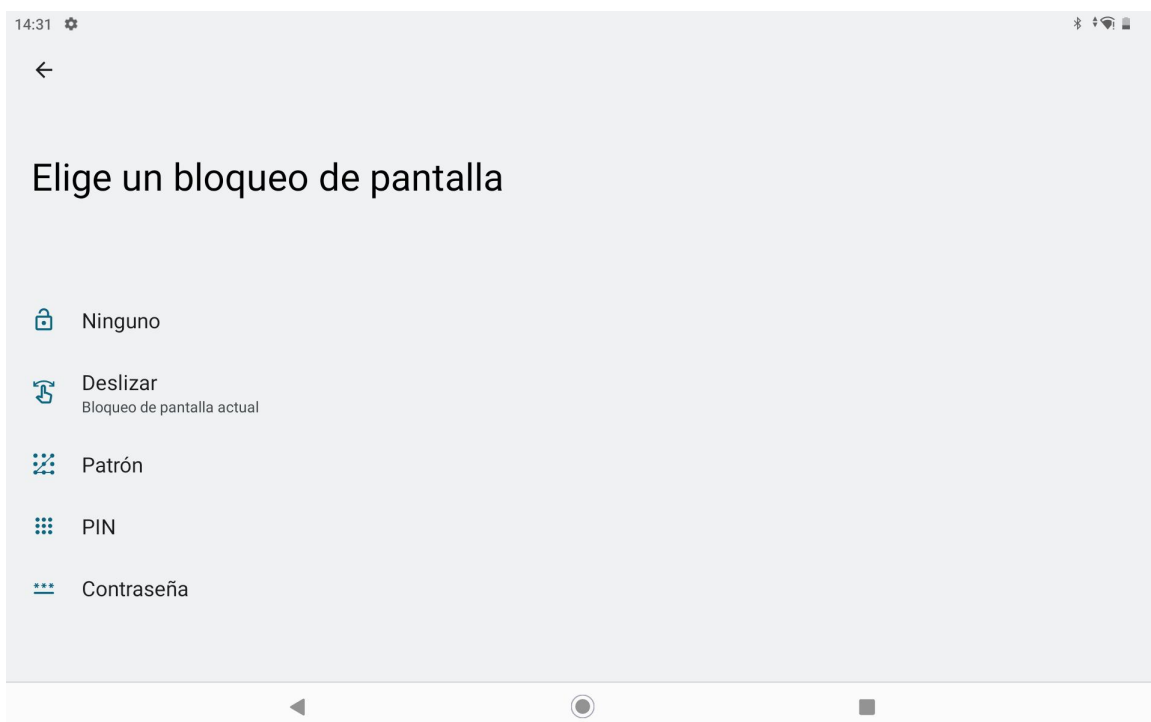 14:31
Elige un bloqueo de pantalla
Ninguno
Deslizar
Bloqueo de pantalla actual
Patrón
PIN
Contraseña